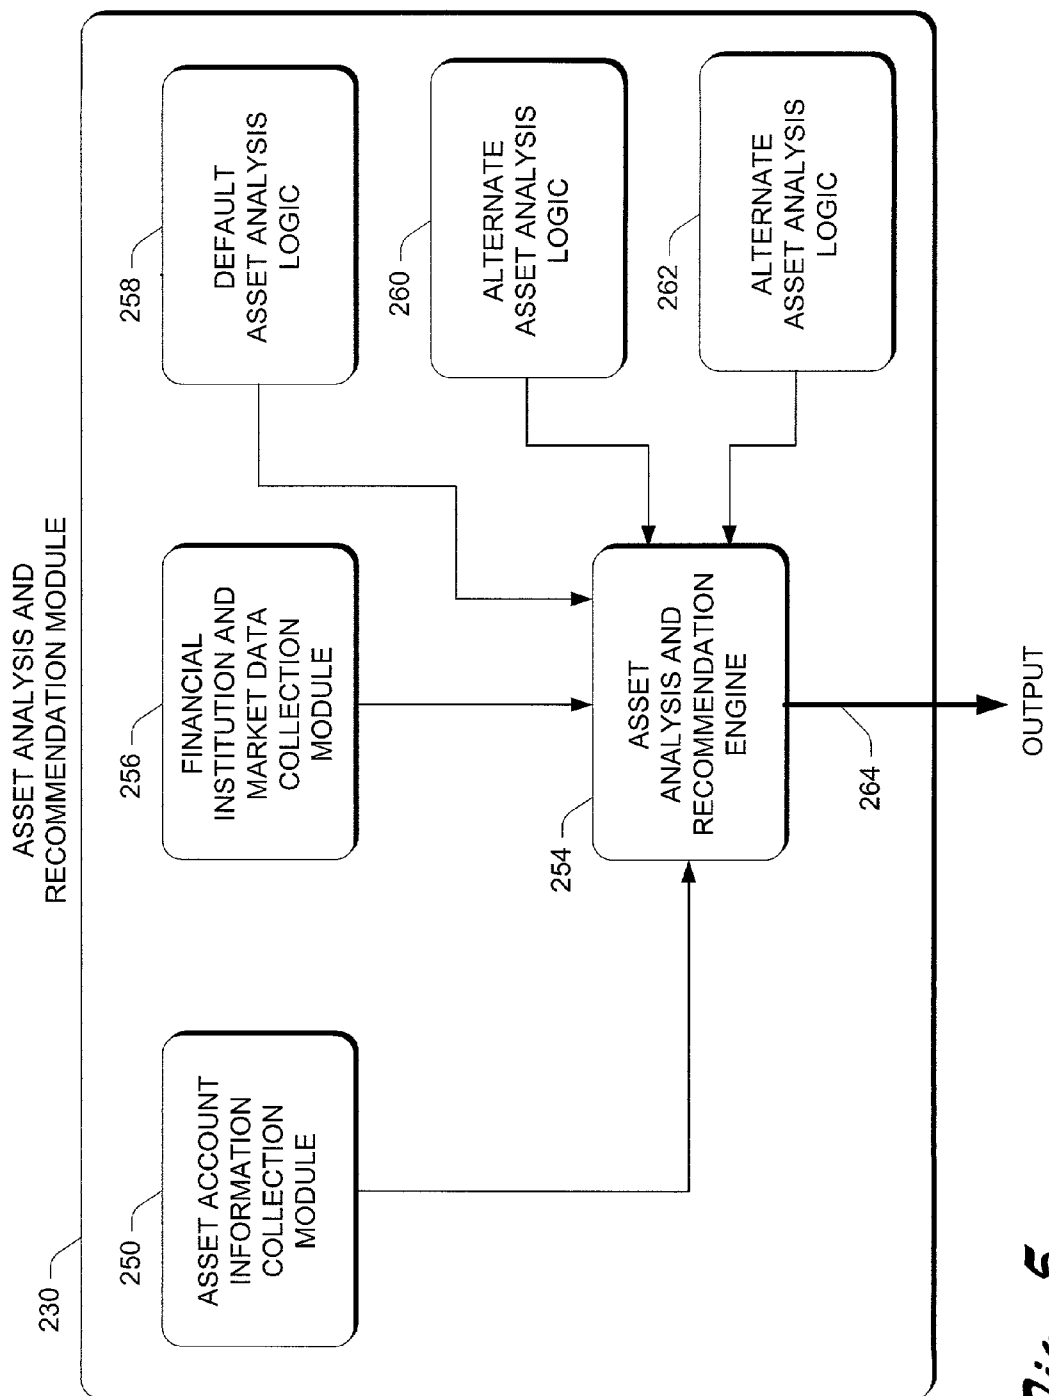 ASSET ANALYSIS AND
RECOMMENDATION MODULE
230
250
ASSET ACCOUNT
INFORMATION
COLLECTION
MODULE
256
FINANCIAL
INSTITUTION AND
MARKET DATA
COLLECTION
MODULE
258
DEFAULT
ASSET ANALYSIS
LOGIC
260
ALTERNATE
ASSET ANALYSIS
LOGIC
262
ALTERNATE
ASSET ANALYSIS
LOGIC
254
ASSET
ANALYSIS AND
RECOMMENDATION
ENGINE
264
OUTPUT